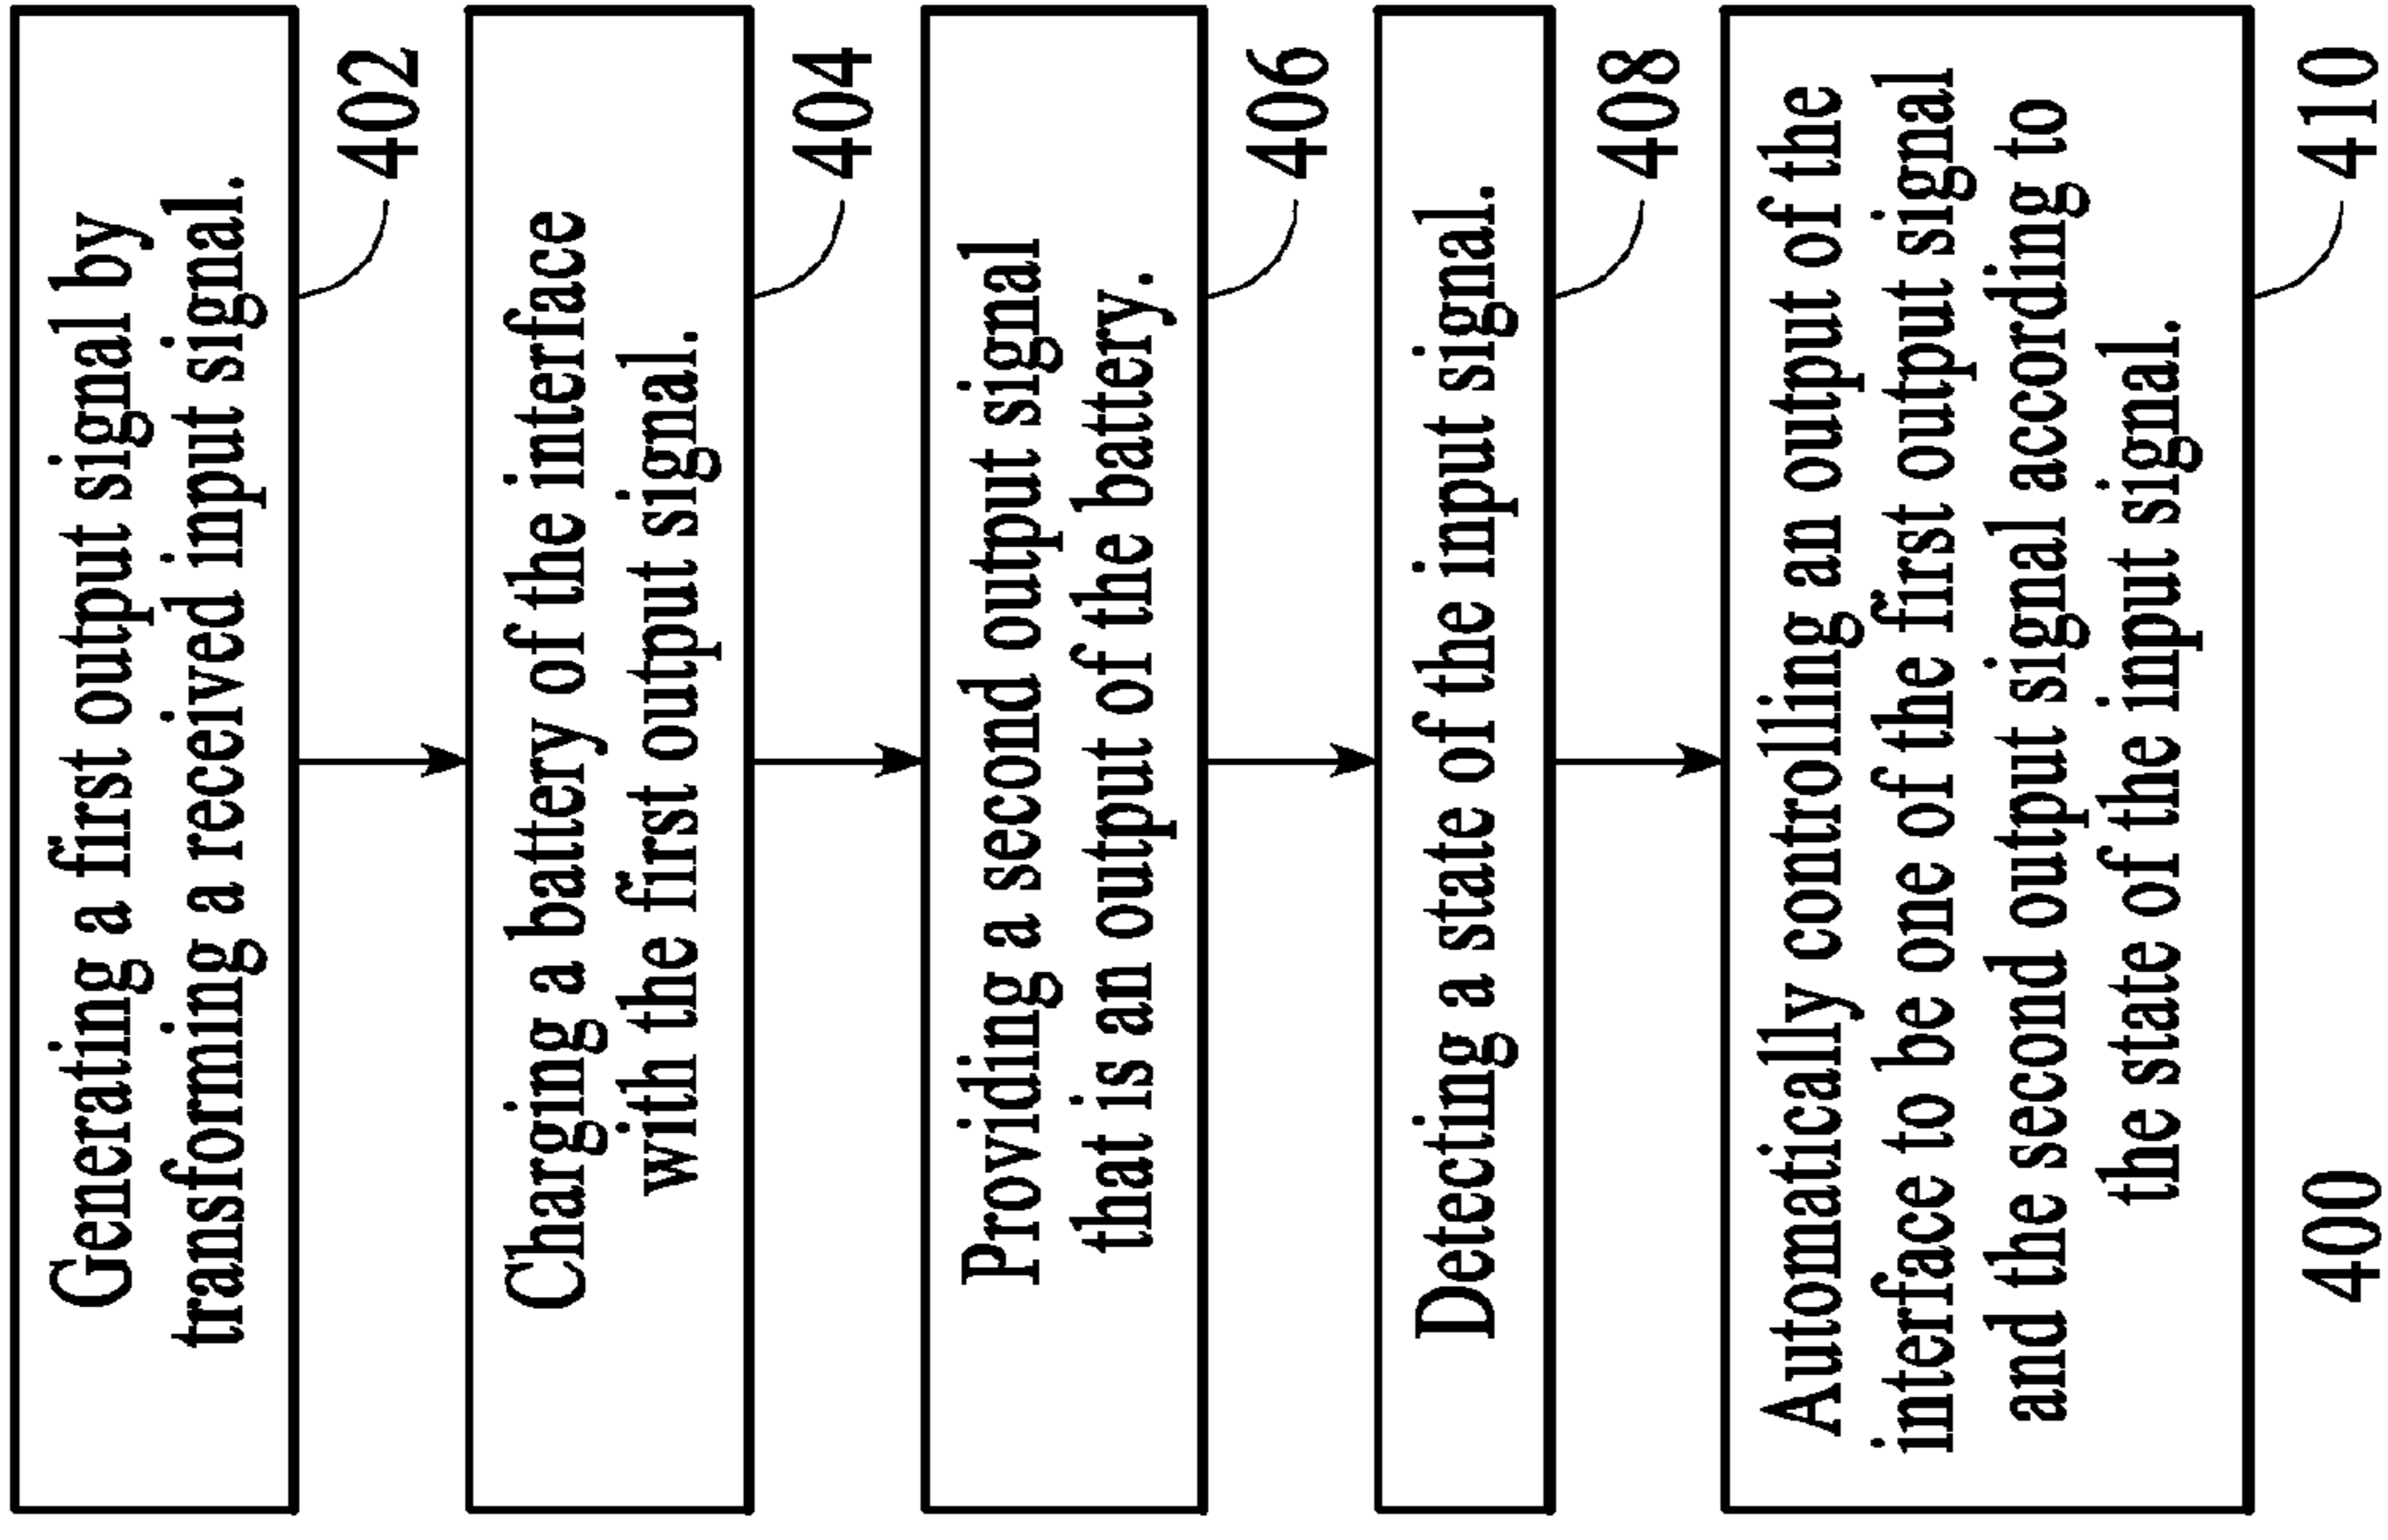 Generating a first output signal by
transforming a received input signal.
402
Charging a battery of the interface
with the first output signal.
404
Providing a second output signal
that is an output of the battery.
406
Detecting a state of the input signal.
408
Automatically controlling an output of the
interface to be one of the first output signal
and the second output signal according to
the state of the input signal.
410
400